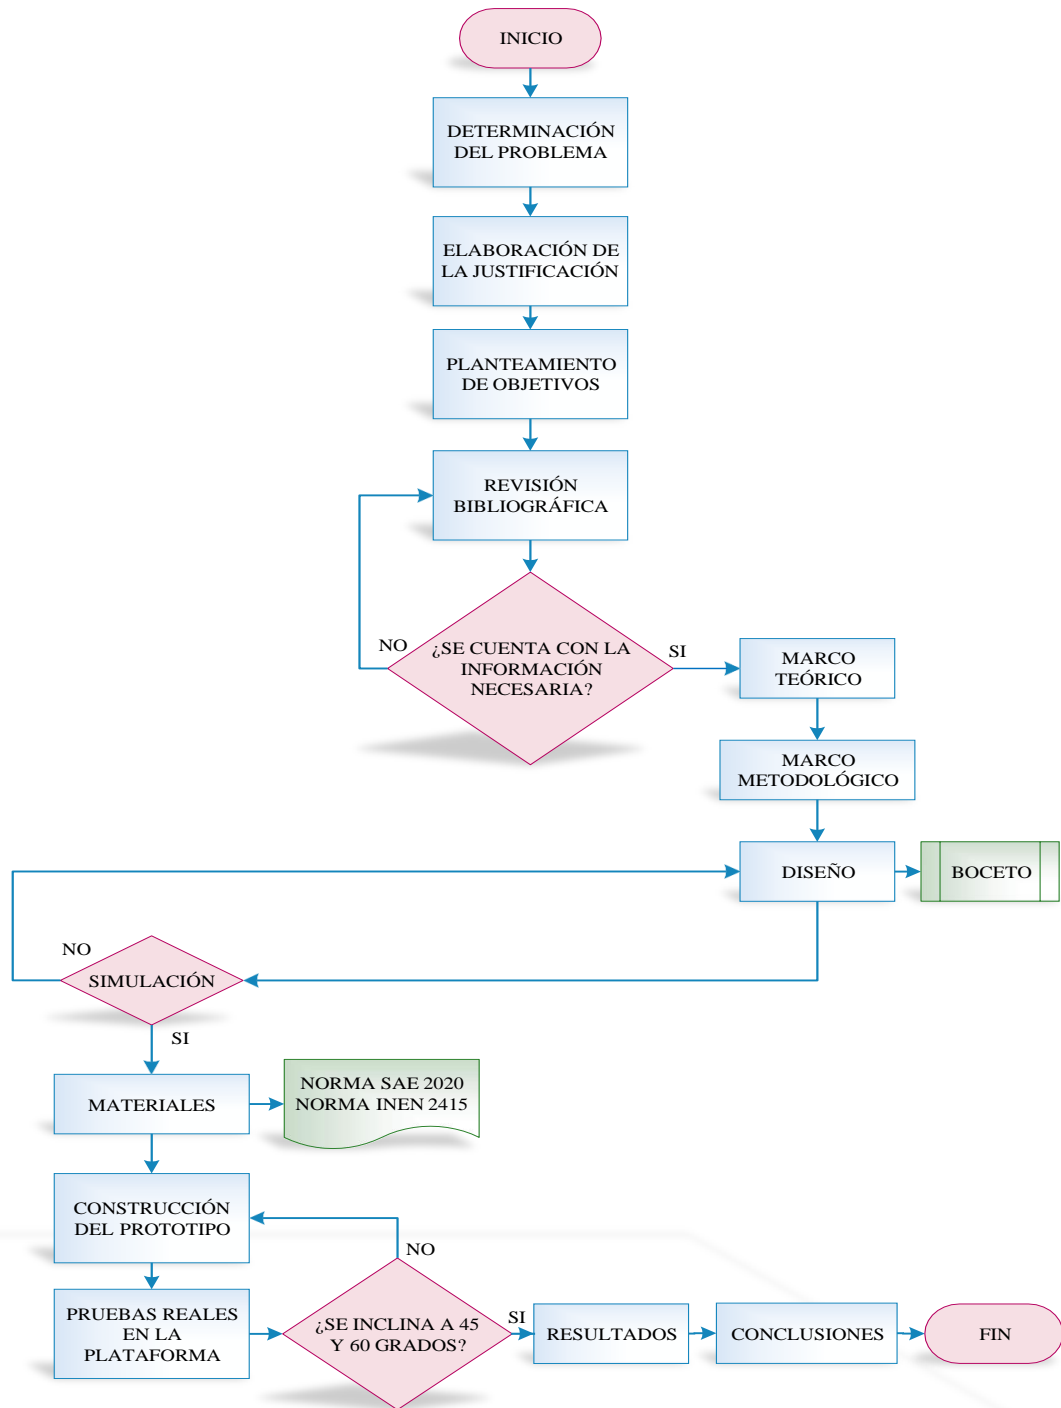 INICIO
DETERMINACIÓN
DEL PROBLEMA
ELABORACIÓN DE
LA JUSTIFICACIÓN
PLANTEAMIENTO
DE OBJETIVOS
REVISIÓN
BIBLIOGRÁFICA
NO
¿SE CUENTA CON LA
INFORMACIÓN
NECESARIA?
SI
MARCO
TEÓRICO
MARCO
METODOLÓGICO
DISEÑO
BOCETO
NO
SIMULACIÓN
SI
MATERIALES
NORMA SAE 2020
NORMA INEN 2415
CONSTRUCCIÓN
DEL PROTOTIPO
NO
PRUEBAS REALES
EN LA
PLATAFORMA
¿SE INCLINA A 45
Y 60 GRADOS?
SI
RESULTADOS
CONCLUSIONES
FIN